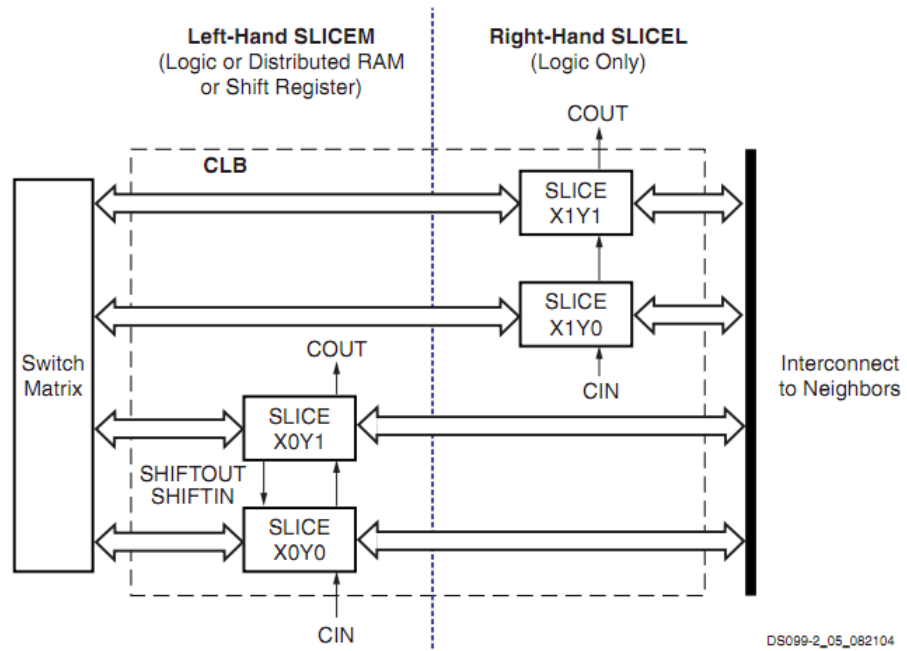 Left-Hand SLICEM
(Logic or Distributed RAM
or Shift Register)
Right-Hand SLICEL
(Logic Only)
COUT
CLB
SLICE
X1Y1
SLICE
X1Y0
COUT
CIN
Switch
Matrix
Interconnect
to Neighbors
SLICE
X0Y1
SHIFTOUT
SHIFTIN
SLICE
X0Y0
CIN
DS099-2_05_082104